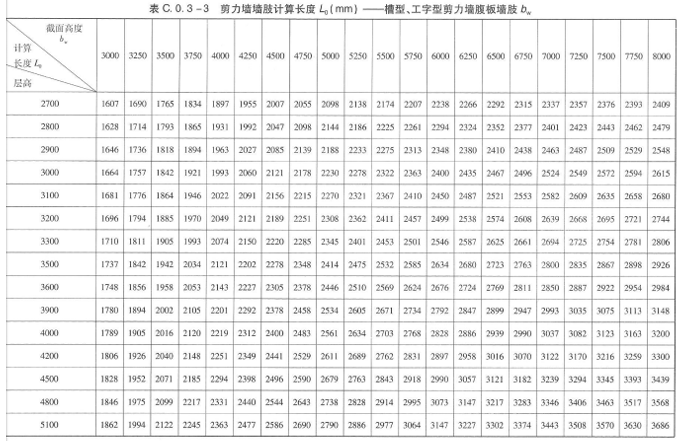 表 C.0.3-3 剪力墙墙肢计算长度 L₀(mm) ——槽型、工字型剪力墙腹板墙肢 bw
截面高度
bw
计算
长度 L₀
层高
3000 3250 3500 3750 4000 4250 4500 4750 5000 5250 5500 5750 6000 6250 6500 6750 7000 7250 7500 7750 8000
2700 1607 1690 1765 1834 1897 1955 2007 2055 2098 2138 2174 2207 2238 2266 2292 2315 2337 2357 2376 2393 2409
2800 1628 1714 1793 1865 1931 1992 2047 2098 2144 2186 2225 2261 2294 2324 2352 2377 2401 2423 2443 2462 2479
2900 1646 1736 1818 1894 1963 2027 2085 2139 2188 2233 2275 2313 2348 2380 2410 2438 2463 2487 2509 2529 2548
3000 1664 1757 1842 1921 1993 2060 2121 2178 2230 2278 2322 2363 2400 2435 2467 2496 2524 2549 2572 2594 2615
3100 1681 1776 1864 1946 2022 2091 2156 2215 2270 2321 2367 2410 2450 2487 2521 2553 2582 2609 2635 2658 2680
3200 1696 1794 1885 1970 2049 2121 2189 2251 2308 2362 2411 2457 2499 2538 2574 2608 2639 2668 2695 2721 2744
3300 1710 1811 1905 1993 2074 2150 2220 2285 2345 2401 2453 2501 2546 2587 2625 2661 2694 2725 2754 2781 2806
3500 1737 1842 1942 2034 2121 2202 2278 2348 2414 2475 2532 2585 2634 2680 2723 2763 2800 2835 2867 2898 2926
3600 1748 1856 1958 2053 2143 2227 2305 2378 2446 2510 2569 2624 2676 2724 2769 2811 2850 2887 2922 2954 2984
3900 1780 1894 2002 2105 2201 2292 2378 2458 2534 2605 2671 2734 2792 2847 2899 2947 2993 3035 3075 3113 3148
4000 1789 1905 2016 2120 2219 2312 2400 2483 2561 2634 2703 2768 2828 2886 2939 2990 3037 3082 3123 3163 3200
4200 1806 1926 2040 2148 2251 2349 2441 2529 2611 2689 2762 2831 2897 2958 3016 3070 3122 3170 3216 3259 3300
4500 1828 1952 2071 2185 2294 2398 2496 2590 2679 2763 2843 2918 2990 3057 3121 3182 3239 3294 3345 3393 3439
4800 1846 1975 2099 2217 2331 2440 2544 2643 2738 2828 2914 2995 3073 3147 3217 3283 3346 3406 3463 3517 3568
5100 1862 1994 2122 2245 2363 2477 2586 2690 2790 2886 2977 3064 3147 3227 3302 3374 3443 3508 3570 3630 3686